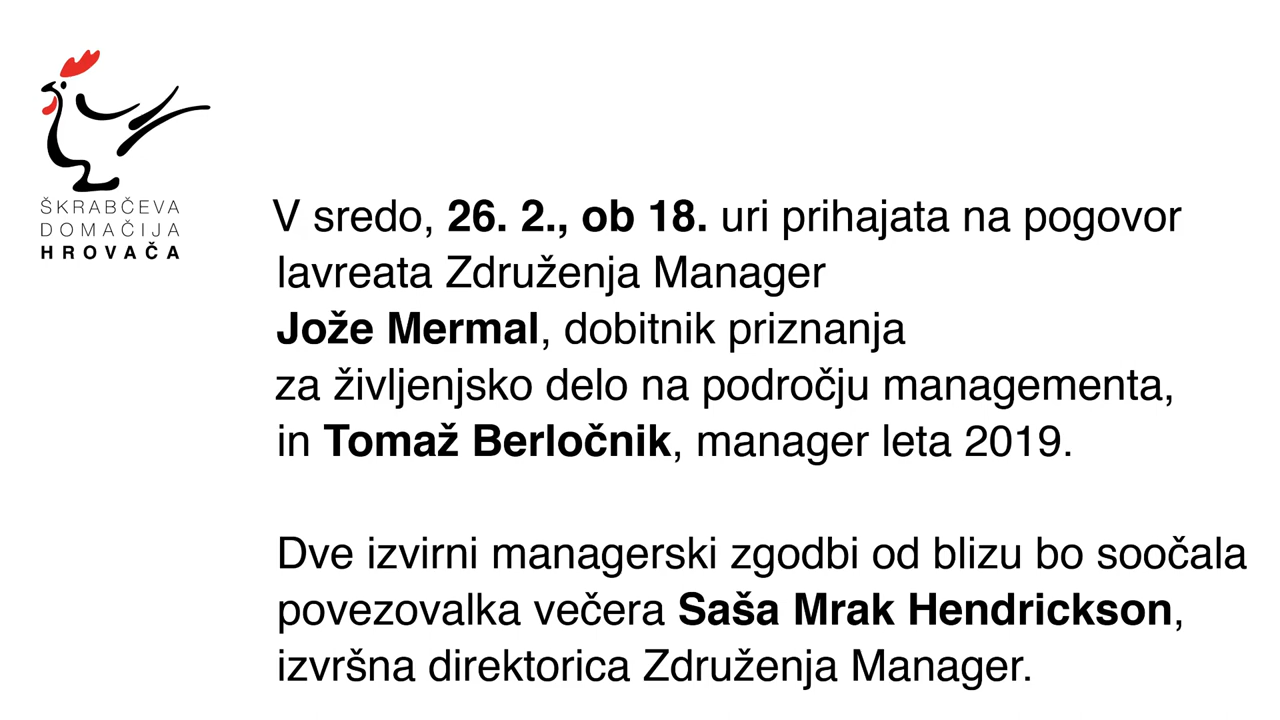 ŠKRABČEVA
DOMAČIJA
HROVAČA
V sredo, 26. 2., ob 18. uri prihajata na pogovor
lavreata Združenja Manager
Jože Mermal, dobitnik priznanja
za življenjsko delo na področju managementa,
in Tomaž Berločnik, manager leta 2019.
Dve izvirni managerski zgodbi od blizu bo soočala
povezovalka večera Saša Mrak Hendrickson,
izvršna direktorica Združenja Manager.